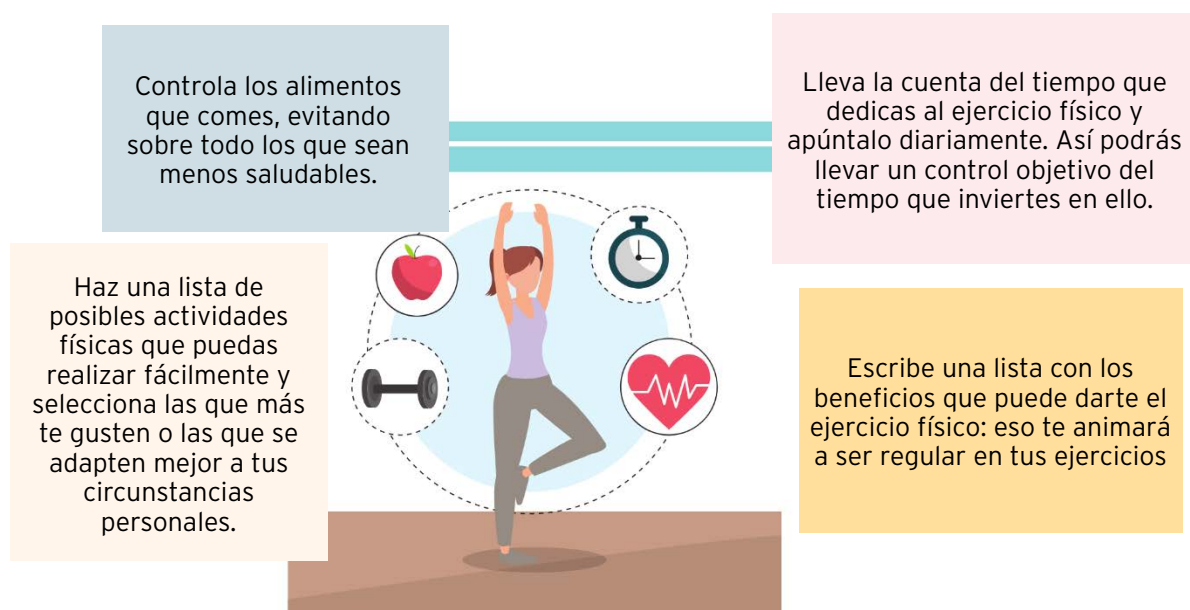 Controla los alimentos
que comes, evitando
sobre todo los que sean
menos saludables.
Lleva la cuenta del tiempo que
dedicas al ejercicio físico y
apúntalo diariamente. Así podrás
llevar un control objetivo del
tiempo que inviertes en ello.
Haz una lista de
posibles actividades
físicas que puedas
realizar fácilmente y
selecciona las que más
te gusten o las que se
adapten mejor a tus
circunstancias
personales.
Escribe una lista con los
beneficios que puede darte el
ejercicio físico: eso te animará
a ser regular en tus ejercicios